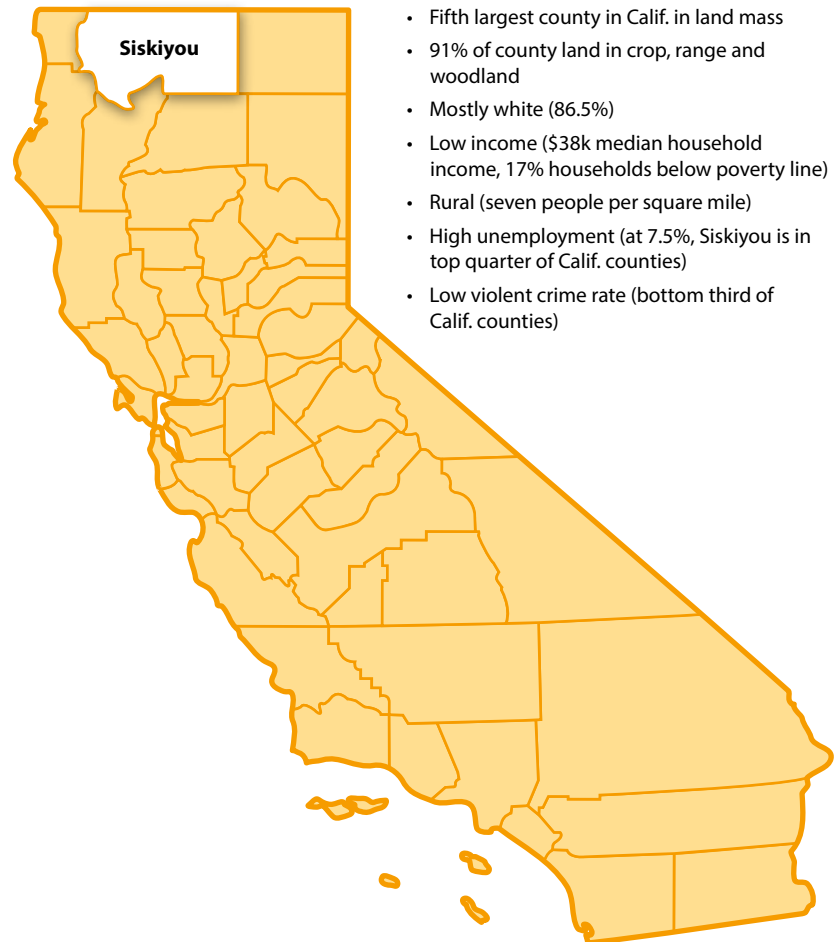 Siskiyou
• Fifth largest county in Calif. in land mass
• 91% of county land in crop, range and
woodland
• Mostly white (86.5%)
• Low income ($38k median household
income, 17% households below poverty line)
• Rural (seven people per square mile)
• High unemployment (at 7.5%, Siskiyou is in
top quarter of Calif. counties)
• Low violent crime rate (bottom third of
Calif. counties)